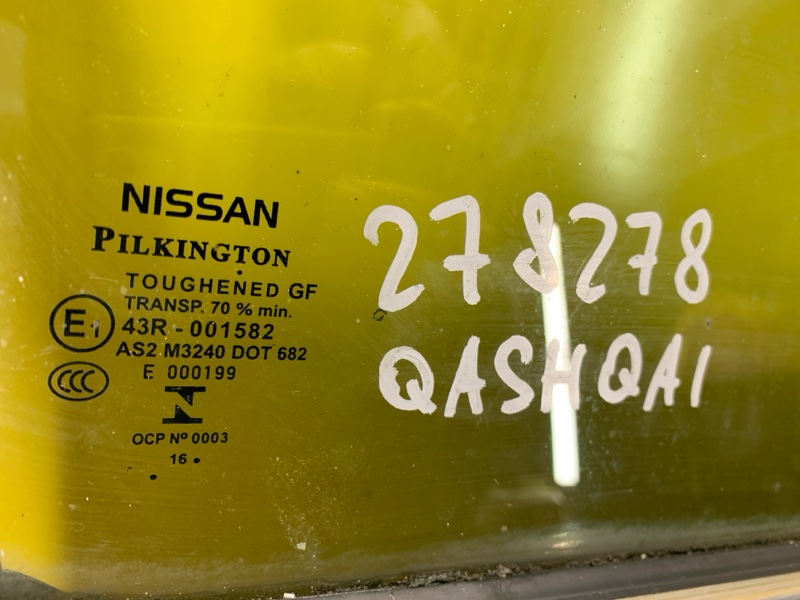 NISSAN
PILKINGTON
TOUGHENED GF
TRANSP. 70 % min.
E1 43R - 001582
AS2 M3240 DOT 682
CCC E 000199
N
OCP Nº 0003
16 •
278278
QASHQAI